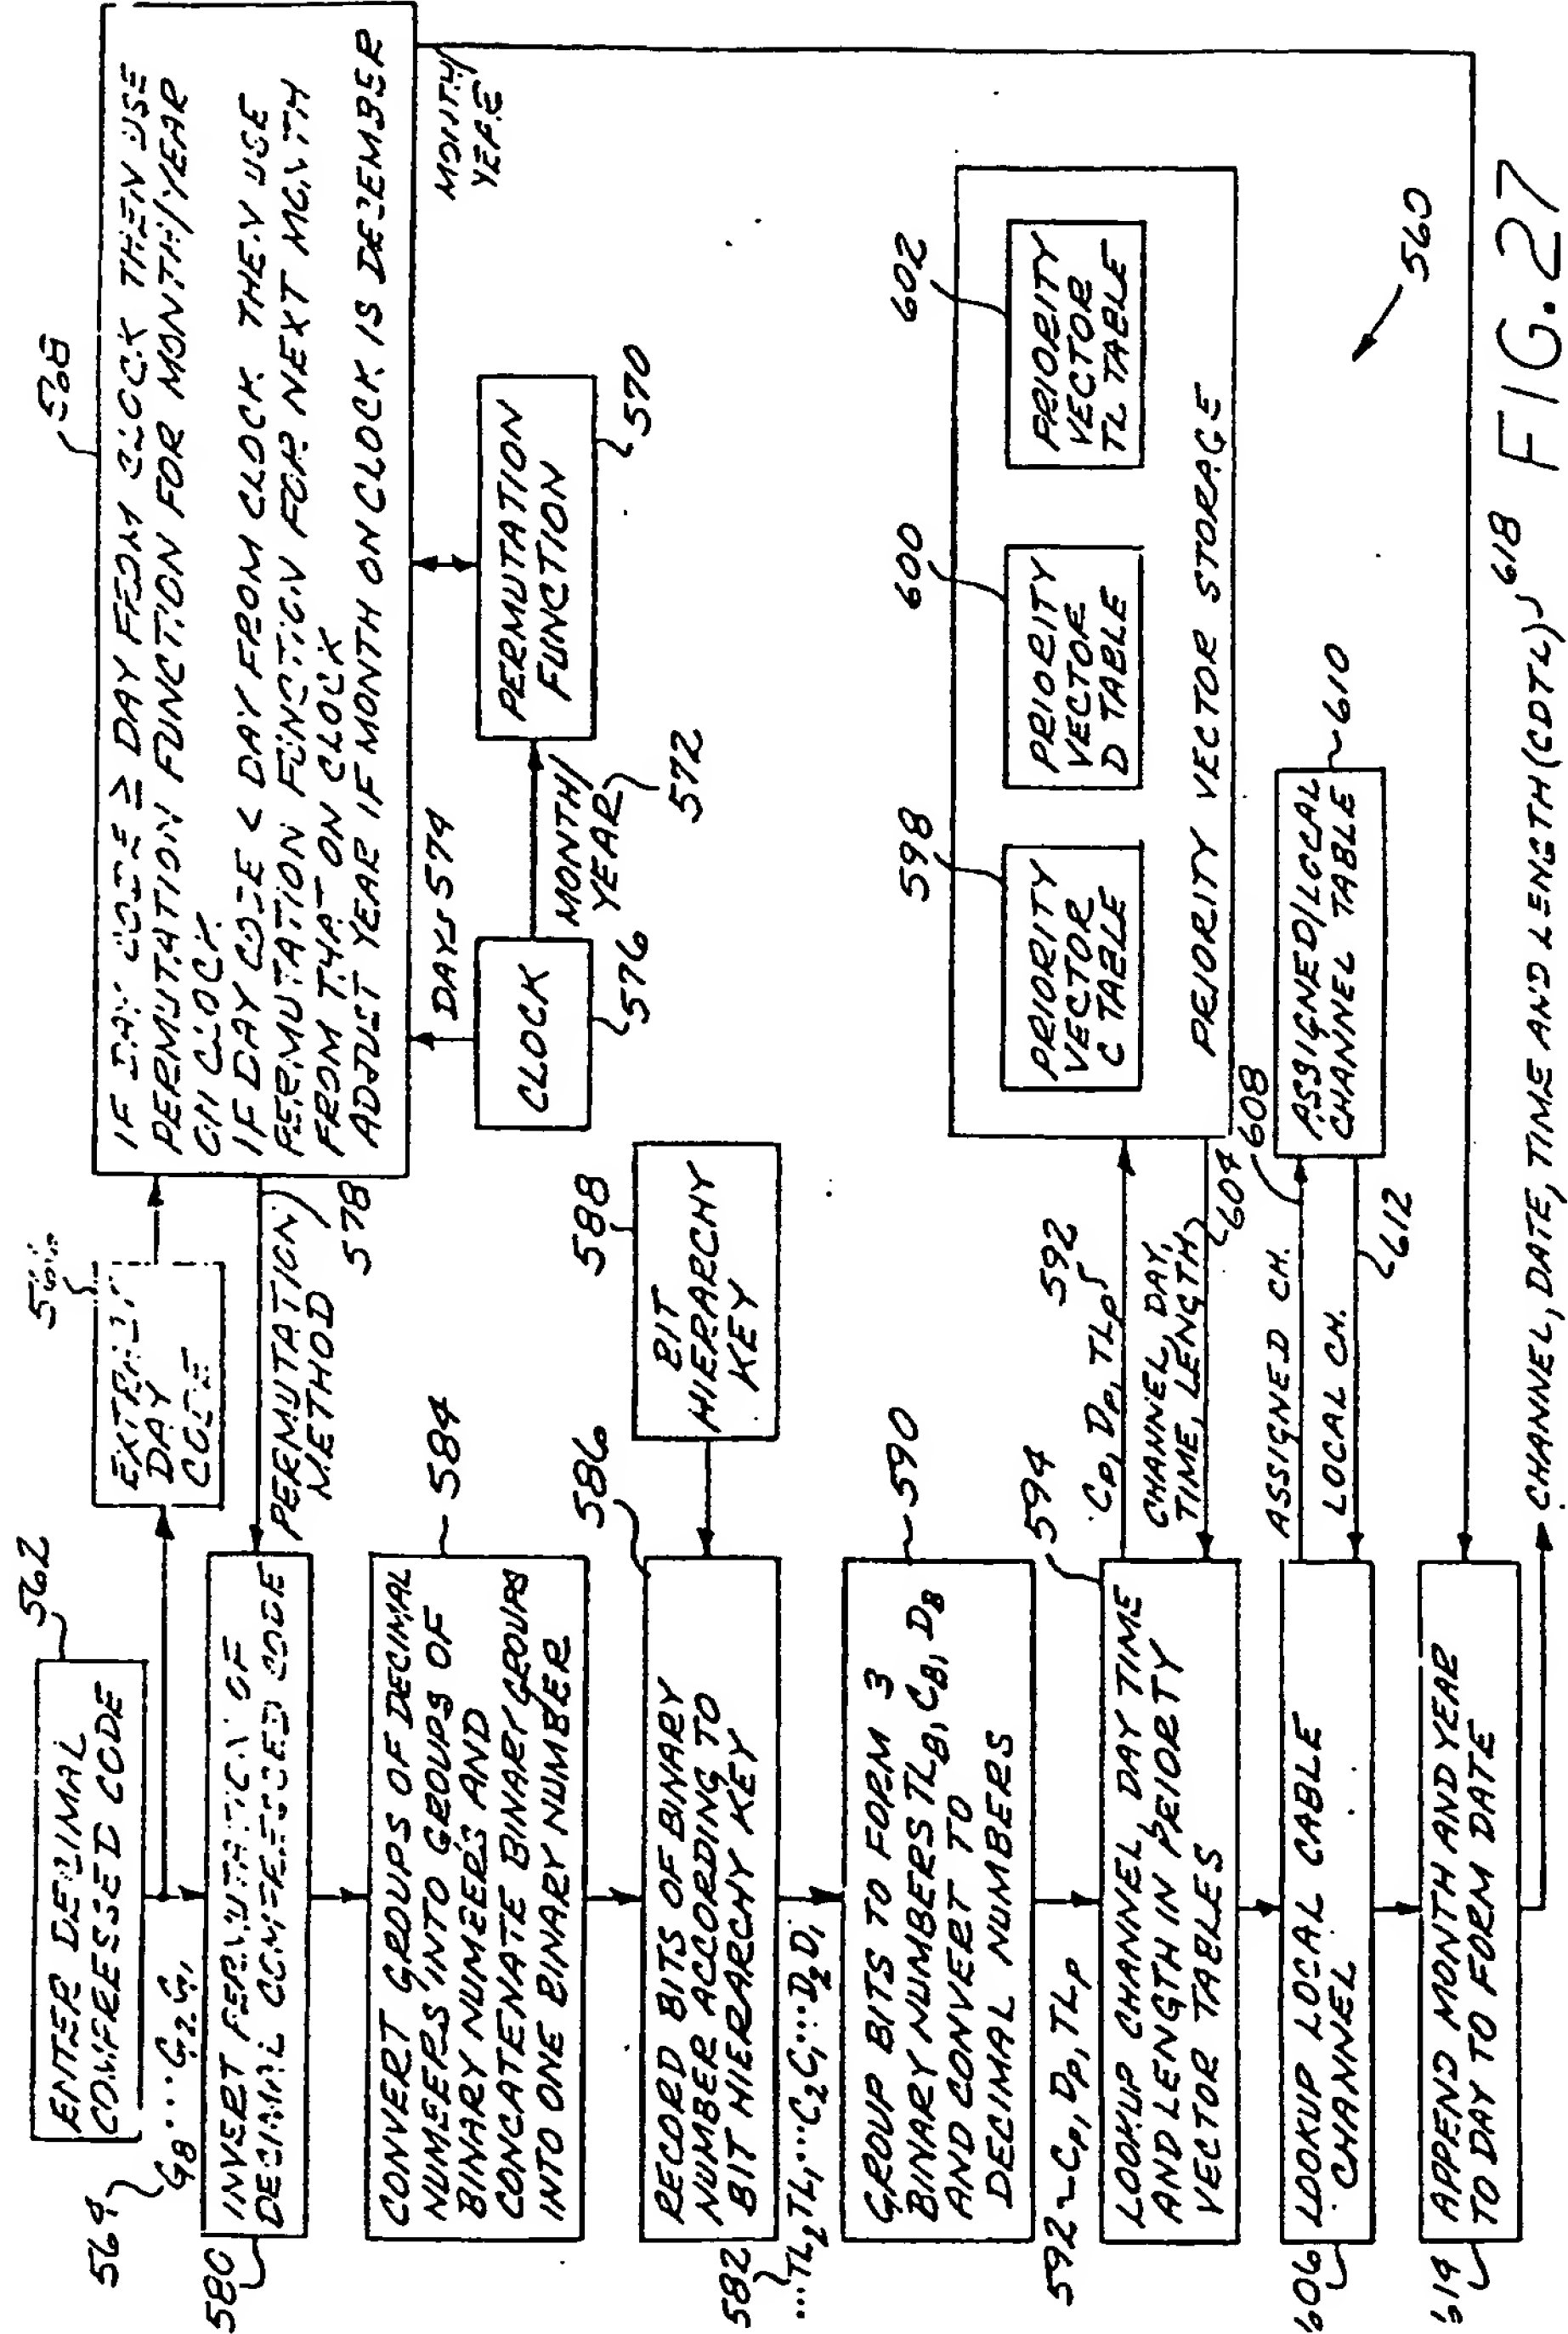 562
ENTER DECIMAL
COMPRESSED CODE
564
G8 ... G2 G1
EXTRACT
DAY
CODE
568
IF DAY CODE ≥ DAY FROM CLOCK THEN USE
PERMUTATION FUNCTION FOR MONTH/YEAR
ON CLOCK
IF DAY CODE < DAY FROM CLOCK THEN USE
PERMUTATION FUNCTION FOR NEXT MONTH
FROM THAT ON CLOCK
ADJUST YEAR IF MONTH ON CLOCK IS DECEMBER
MONTH/
YEAR
580
INVERT PERMUTATION OF
DECIMAL COMPRESSED CODE
PERMUTATION
METHOD
578
DAYS 574
CLOCK
576
MONTH/
YEAR
572
PERMUTATION
FUNCTION
570
584
CONVERT GROUPS OF DECIMAL
NUMBERS INTO GROUPS OF
BINARY NUMBERS AND
CONCATENATE BINARY GROUPS
INTO ONE BINARY NUMBER
586
RECORD BITS OF BINARY
NUMBER ACCORDING TO
BIT HIERARCHY KEY
588
BIT
HIERARCHY
KEY
582
...TL2 TL1 ... C2 C1 ... D2 D1
590
GROUP BITS TO FORM 3
BINARY NUMBERS TLB, CB, DB
AND CONVERT TO
DECIMAL NUMBERS
592 CP, DP, TLP
594
LOOKUP CHANNEL, DAY TIME
AND LENGTH IN PRIORITY
VECTOR TABLES
592
CP, DP, TLP
CHANNEL, DAY,
TIME, LENGTH
604
598
PRIORITY
VECTOR
C TABLE
600
PRIORITY
VECTOR
D TABLE
602
PRIORITY
VECTOR
TL TABLE
PRIORITY VECTOR STORAGE
606
LOOKUP LOCAL CABLE
CHANNEL
ASSIGNED CH.
608
LOCAL CH.
612
ASSIGNED/LOCAL
CHANNEL TABLE
610
560
614
APPEND MONTH AND YEAR
TO DAY TO FORM DATE
CHANNEL, DATE, TIME AND LENGTH (CDTL)
618
FIG. 27